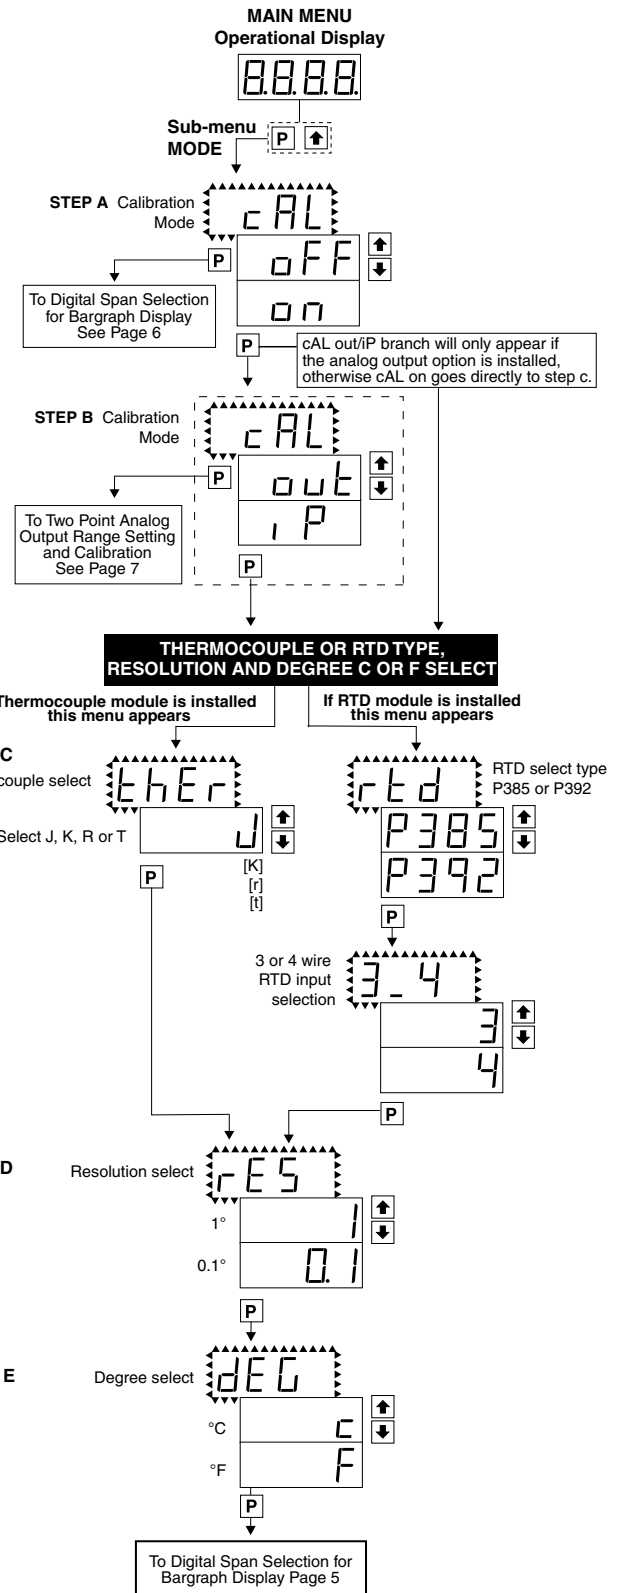 MAIN MENU
Operational Display
8.8.8.8.
Sub-menu
MODE
P
STEP A Calibration
Mode
cAL
P
oFF
on
To Digital Span Selection
for Bargraph Display
See Page 6
P
cAL out/iP branch will only appear if
the analog output option is installed,
otherwise cAL on goes directly to step c.
STEP B Calibration
Mode
cAL
P
out
iP
To Two Point Analog
Output Range Setting
and Calibration
See Page 7
P
THERMOCOUPLE OR RTD TYPE,
RESOLUTION AND DEGREE C OR F SELECT
Thermocouple module is installed
this menu appears
If RTD module is installed
this menu appears
C
couple select
thEr
Select J, K, R or T
J
[K]
[r]
[t]
P
rtd
RTD select type
P385 or P392
P385
P392
P
3 or 4 wire
RTD input
selection
3_4
3
4
P
D
Resolution select
rES
1°
1
0.1°
0.1
P
E
Degree select
dEG
°C
c
°F
F
P
To Digital Span Selection for
Bargraph Display Page 5